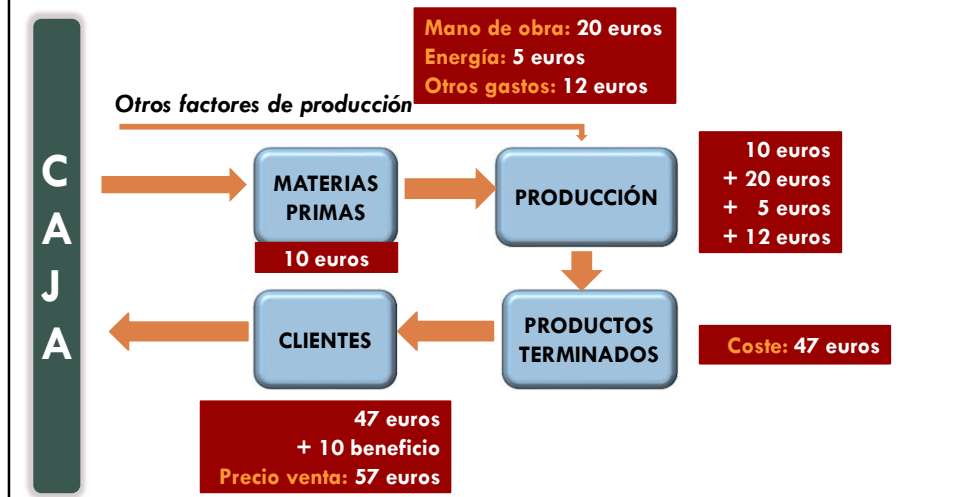 Mano de obra: 20 euros
Energía: 5 euros
Otros gastos: 12 euros
Otros factores de producción
C
A
J
A
MATERIAS
PRIMAS
10 euros
PRODUCCIÓN
10 euros
+ 20 euros
+ 5 euros
+ 12 euros
CLIENTES
PRODUCTOS
TERMINADOS
Coste: 47 euros
47 euros
+ 10 beneficio
Precio venta: 57 euros